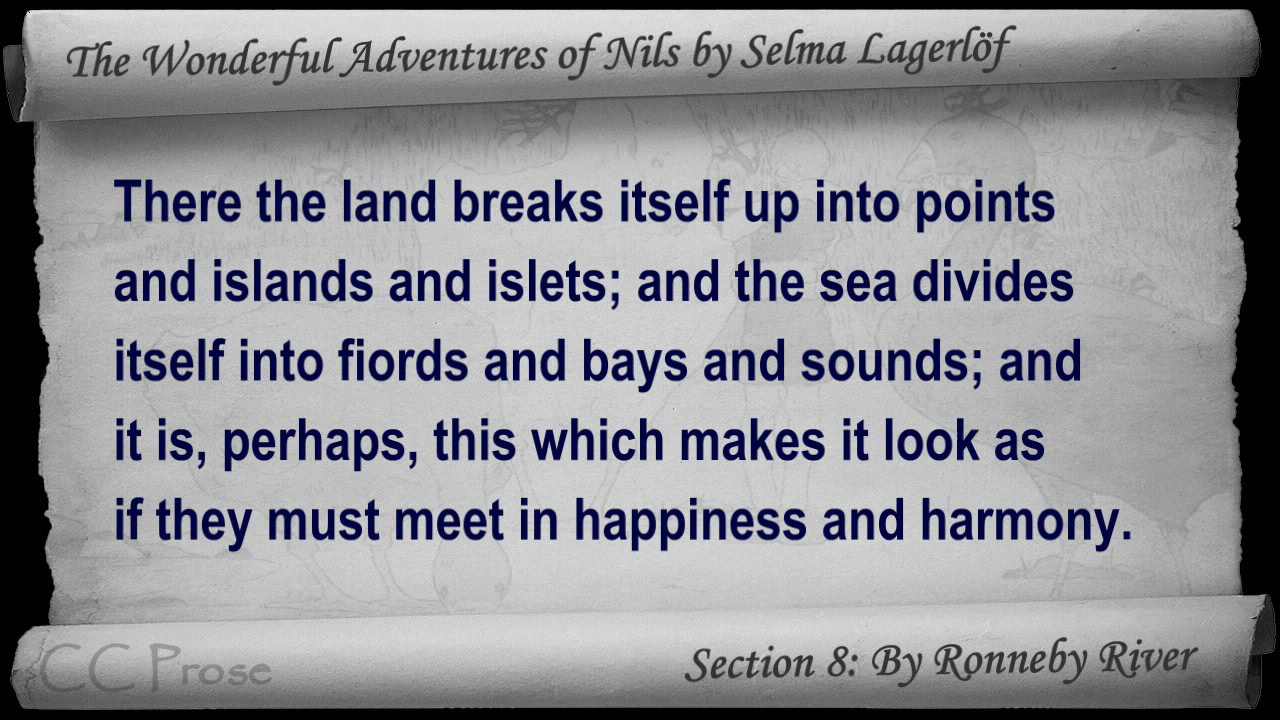 The Wonderful Adventures of Nils by Selma Lagerlöf
There the land breaks itself up into points
and islands and islets; and the sea divides
itself into fiords and bays and sounds; and
it is, perhaps, this which makes it look as
if they must meet in happiness and harmony.
CC Prose
Section 8: By Ronneby River